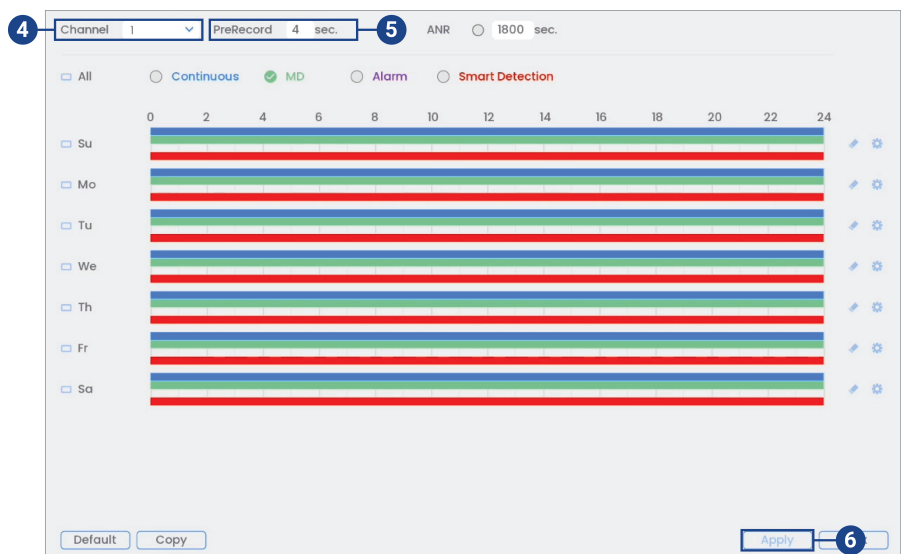 4 Channel 1 PreRecord 4 sec. 5 ANR 1800 sec.
All Continuous MD Alarm Smart Detection
0 2 4 6 8 10 12 14 16 18 20 22 24
Su
Mo
Tu
We
Th
Fr
Sa
Default Copy Apply 6